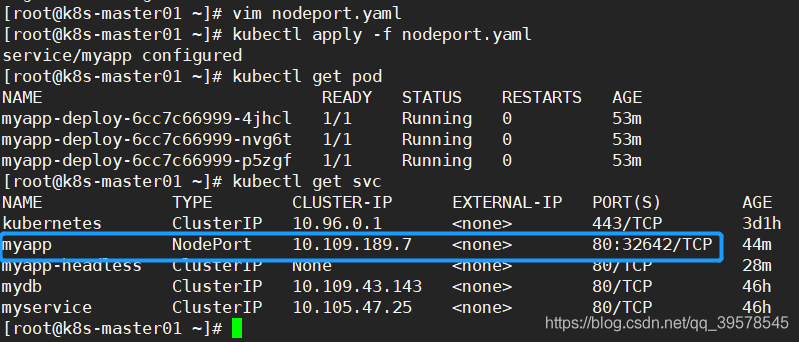 [root@k8s-master01 ~]# vim nodeport.yaml
[root@k8s-master01 ~]# kubectl apply -f nodeport.yaml
service/myapp configured
[root@k8s-master01 ~]# kubectl get pod
NAME READY STATUS RESTARTS AGE
myapp-deploy-6cc7c66999-4jhcl 1/1 Running 0 53m
myapp-deploy-6cc7c66999-nvg6t 1/1 Running 0 53m
myapp-deploy-6cc7c66999-p5zgf 1/1 Running 0 53m
[root@k8s-master01 ~]# kubectl get svc
NAME TYPE CLUSTER-IP EXTERNAL-IP PORT(S) AGE
kubernetes ClusterIP 10.96.0.1 <none> 443/TCP 3d1h
myapp NodePort 10.109.189.7 <none> 80:32642/TCP 44m
myapp-headless ClusterIP None <none> 80/TCP 28m
mydb ClusterIP 10.109.43.143 <none> 80/TCP 46h
myservice ClusterIP 10.105.47.25 <none> 80/TCP 46h
[root@k8s-master01 ~]#
https://blog.csdn.net/qq_39578545